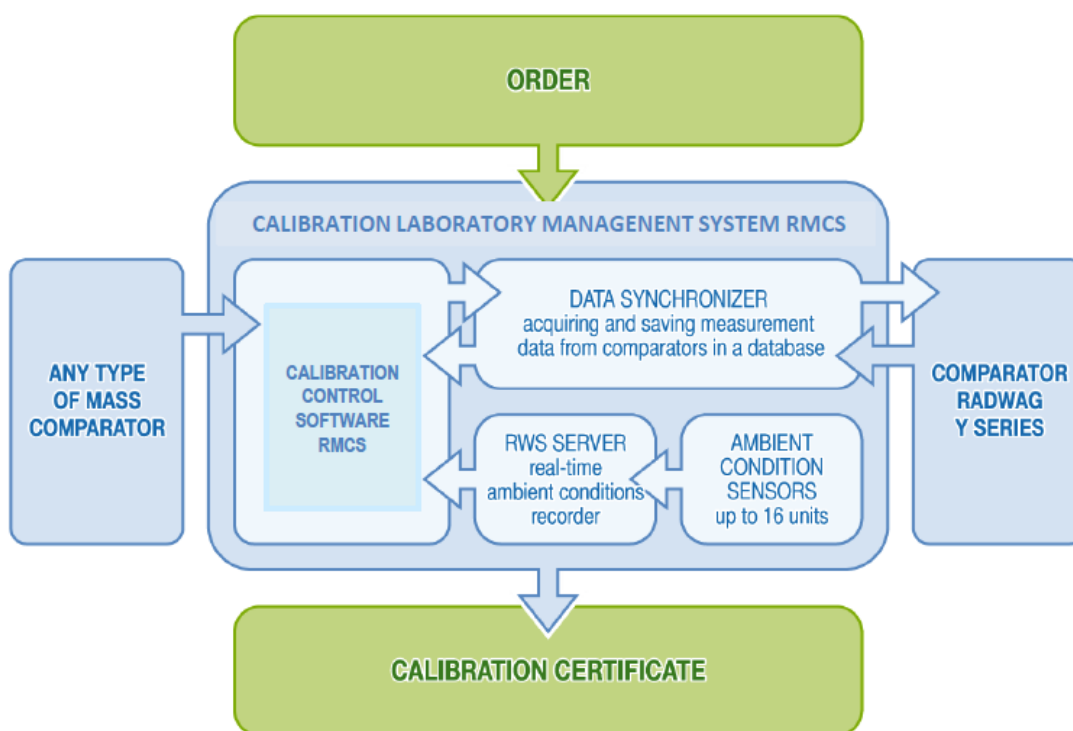 ORDER
CALIBRATION LABORATORY MANAGENENT SYSTEM RMCS
ANY TYPE
OF MASS
COMPARATOR
CALIBRATION
CONTROL
SOFTWARE
RMCS
DATA SYNCHRONIZER
acquiring and saving measurement
data from comparators in a database
RWS SERVER
real-time
ambient conditions
recorder
AMBIENT
CONDITION
SENSORS
up to 16 units
COMPARATOR
RADWAG
Y SERIES
CALIBRATION CERTIFICATE